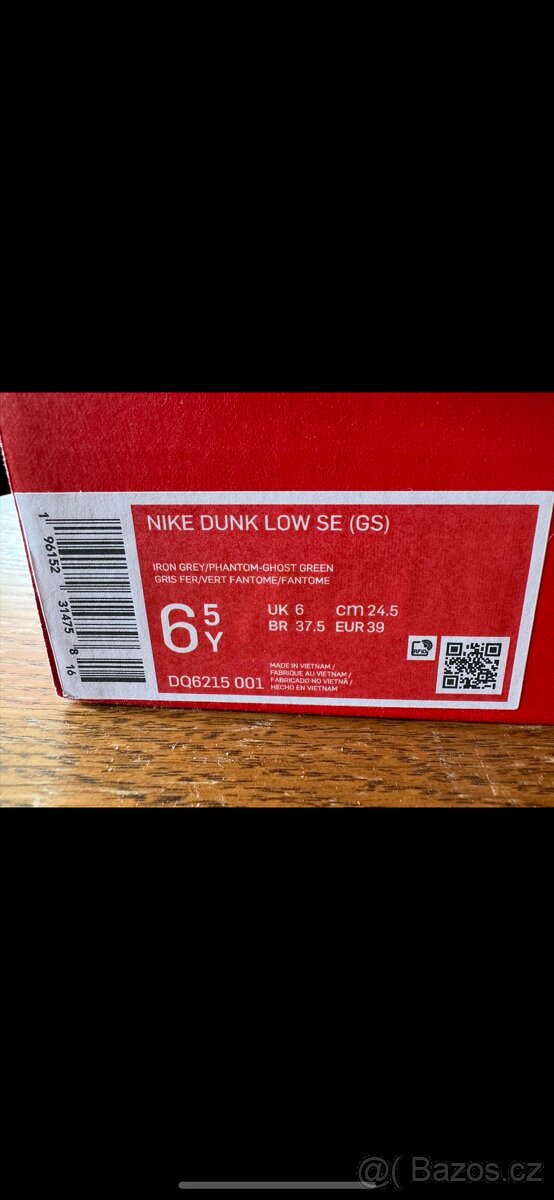 NIKE DUNK LOW SE (GS)
IRON GREY/PHANTOM-GHOST GREEN
GRIS FER/VERT FANTOME/FANTOME
6 5Y
UK 6 cm 24.5
BR 37.5 EUR 39
RFID
DQ6215 001
MADE IN VIETNAM /
FABRIQUE AU VIETNAM /
FABRICADO NO VIETNÃ /
HECHO EN VIETNAM
1 96152 31475 8 16
@( Bazos.cz